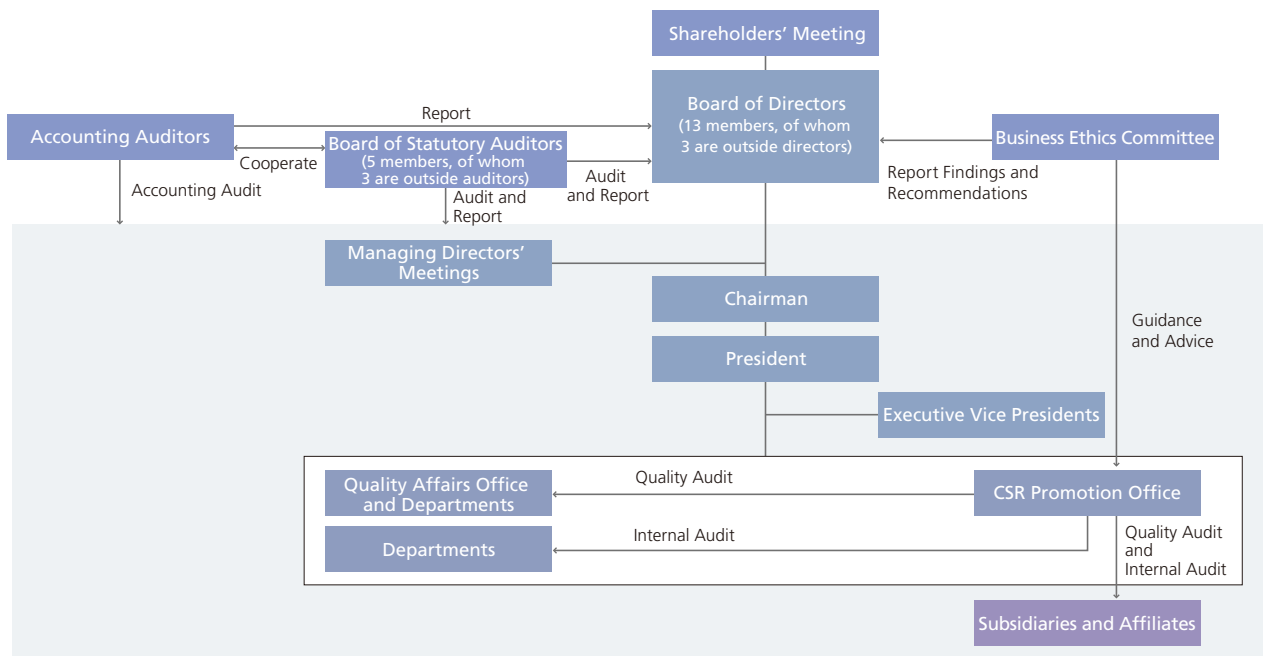 Shareholders' Meeting
Board of Directors
(13 members, of whom
3 are outside directors)
Report
Accounting Auditors
Board of Statutory Auditors
(5 members, of whom
3 are outside auditors)
Business Ethics Committee
Cooperate
Accounting Audit
Audit
and Report
Audit and
Report
Report Findings and
Recommendations
Managing Directors'
Meetings
Chairman
Guidance
and Advice
President
Executive Vice Presidents
Quality Affairs Office
and Departments
Quality Audit
CSR Promotion Office
Departments
Internal Audit
Quality Audit
and
Internal Audit
Subsidiaries and Affiliates